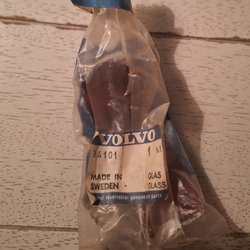 VOLVO
94101 1 ST
MADE IN GLAS
SWEDEN - GLASS